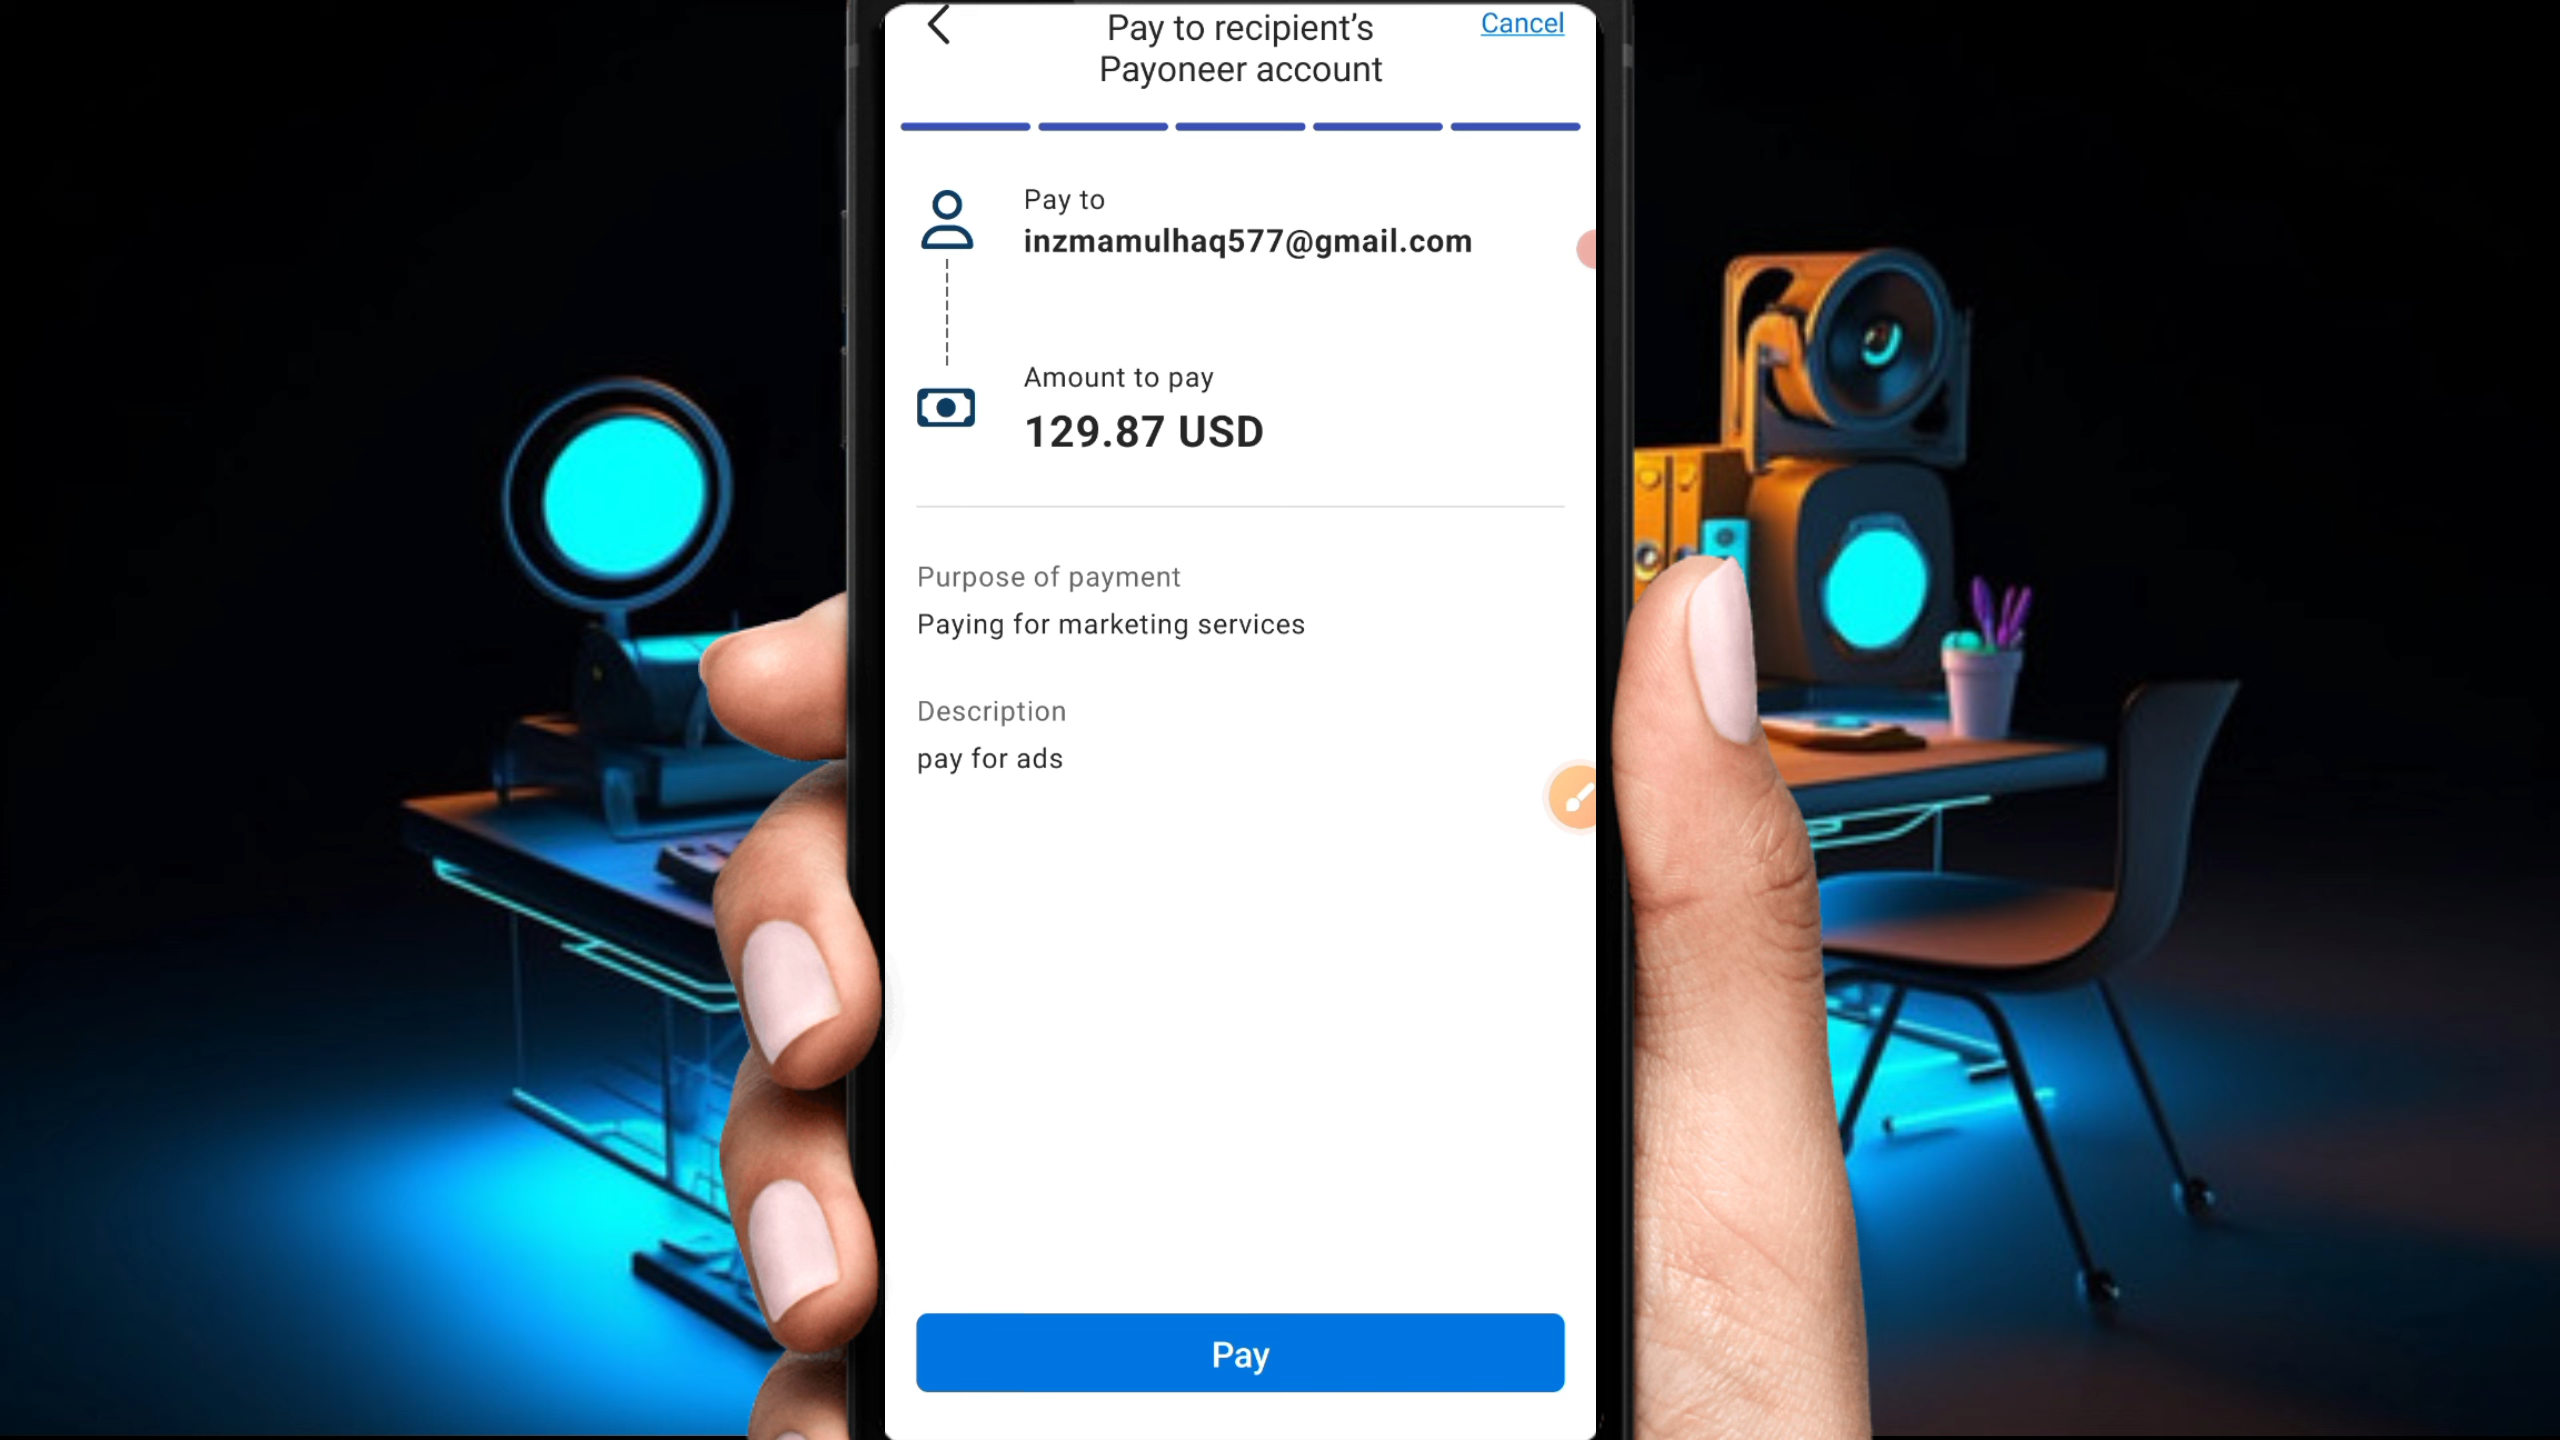 Pay to recipient’s
Payoneer account
Cancel
Pay to
inzmamulhaq577@gmail.com
Amount to pay
129.87 USD
Purpose of payment
Paying for marketing services
Description
pay for ads
Pay